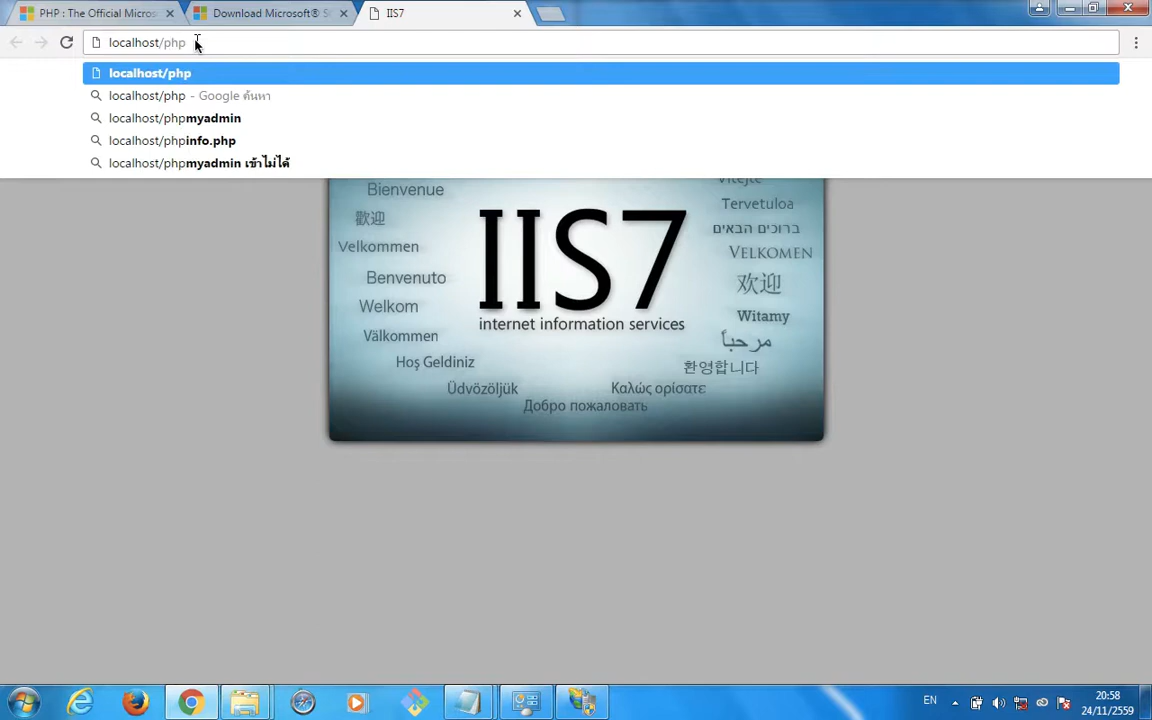 PHP : The Official Micros
Download Microsoft® S
IIS7
localhost/php
localhost/php
localhost/php - Google ค้นหา
localhost/phpmyadmin
localhost/phpinfo.php
localhost/phpmyadmin เข้าไม่ได้
Bienvenue
歡迎
Velkommen
Benvenuto
Welkom
Välkommen
Hoş Geldiniz
Üdvözöljük
IIS7
internet information services
Vítejte
Tervetuloa
ברוכים הבאים
VELKOMEN
欢迎
Witamy
مرحباً
환영합니다
Καλώς ορίσατε
Добро пожаловать
EN
20:58
24/11/2559